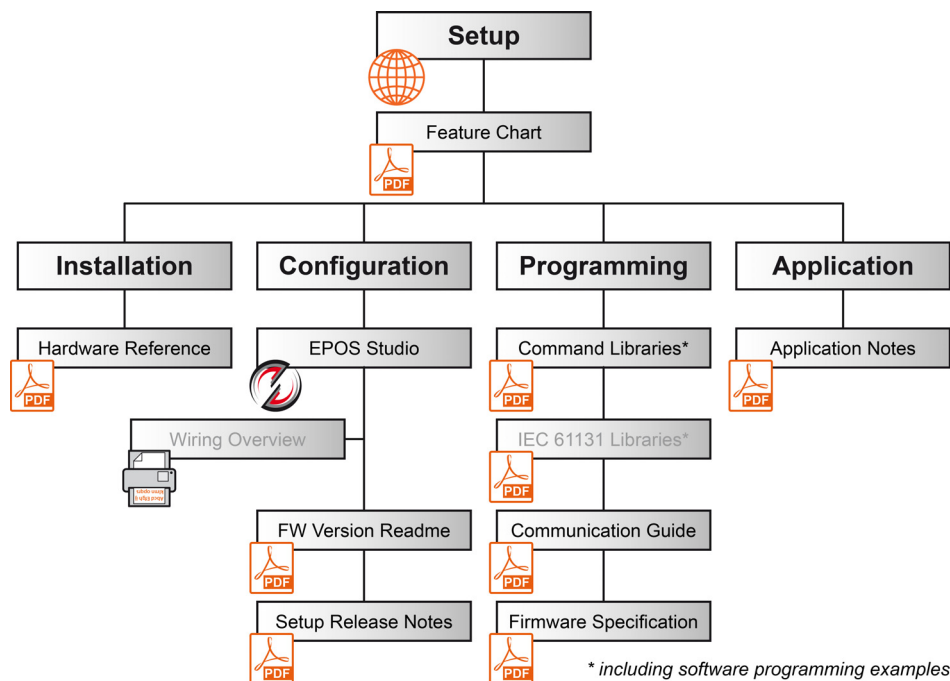 Setup
Feature Chart
PDF
Installation
Configuration
Programming
Application
Hardware Reference
EPOS Studio
Command Libraries*
Application Notes
PDF
PDF
PDF
Wiring Overview
IEC 61131 Libraries*
PDF
FW Version Readme
Communication Guide
PDF
PDF
Setup Release Notes
Firmware Specification
PDF
PDF
* including software programming examples